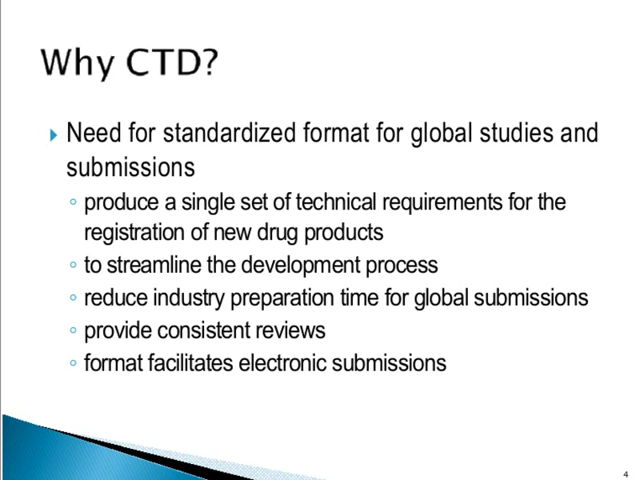 Why CTD?
Need for standardized format for global studies and
submissions
produce a single set of technical requirements for the
registration of new drug products
to streamline the development process
reduce industry preparation time for global submissions
provide consistent reviews
format facilitates electronic submissions
4